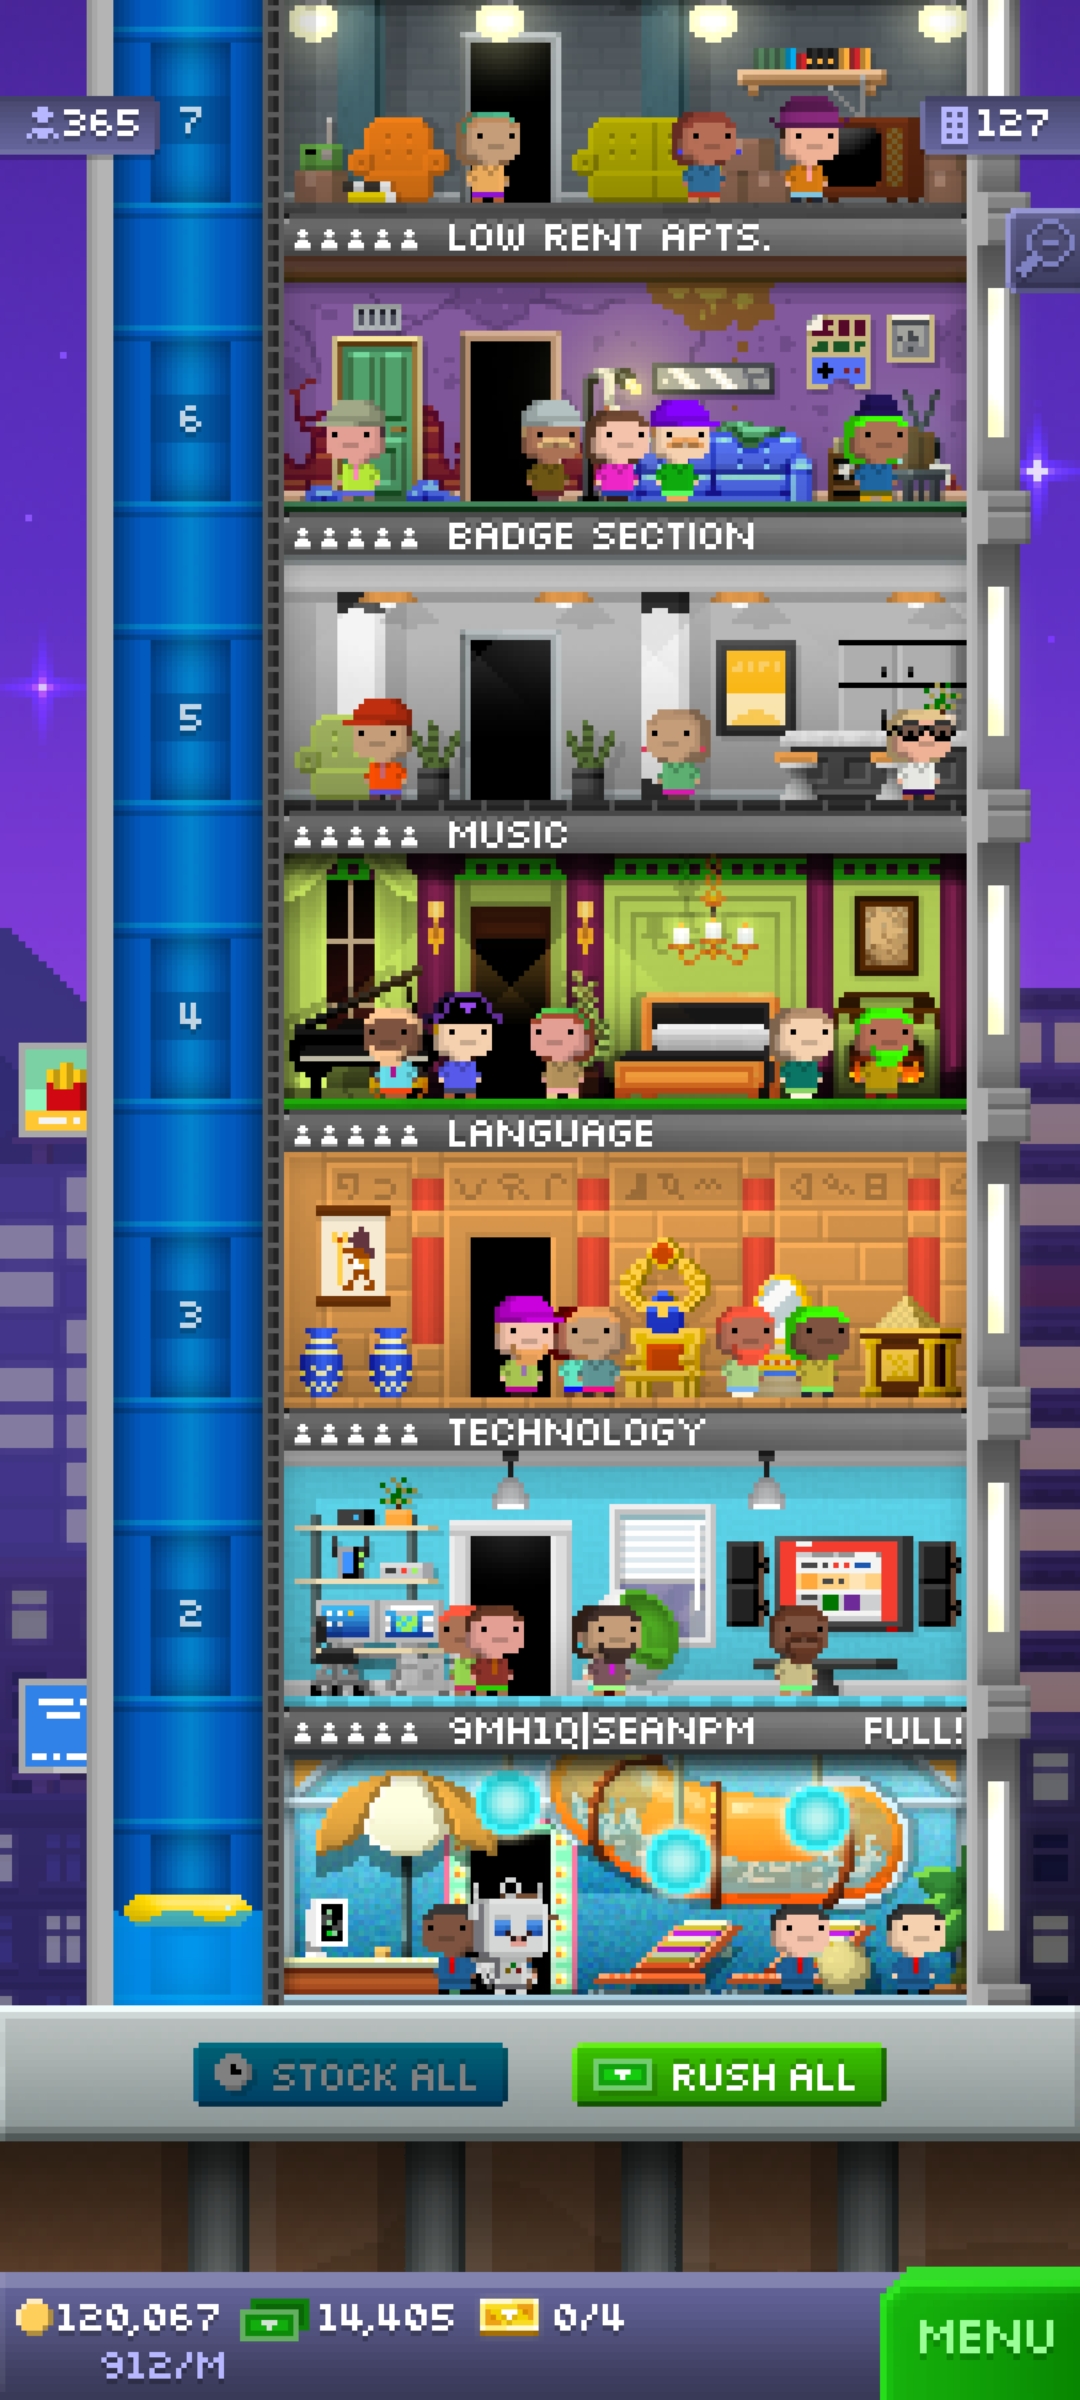 365
7
127
LOW RENT APTS.
6
BADGE SECTION
5
MUSIC
4
LANGUAGE
3
TECHNOLOGY
2
9MH1Q|SEANPM FULL!
STOCK ALL
RUSH ALL
120,067 14,405 0/4
912/M
MENU